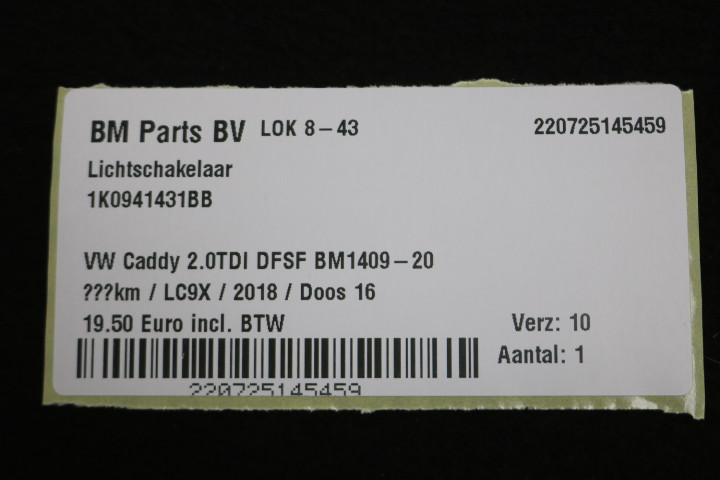 BM Parts BV LOK 8-43 220725145459
Lichtschakelaar
1K0941431BB
VW Caddy 2.0TDI DFSF BM1409-20
???km / LC9X / 2018 / Doos 16
19.50 Euro incl. BTW Verz: 10
Aantal: 1
220725145459